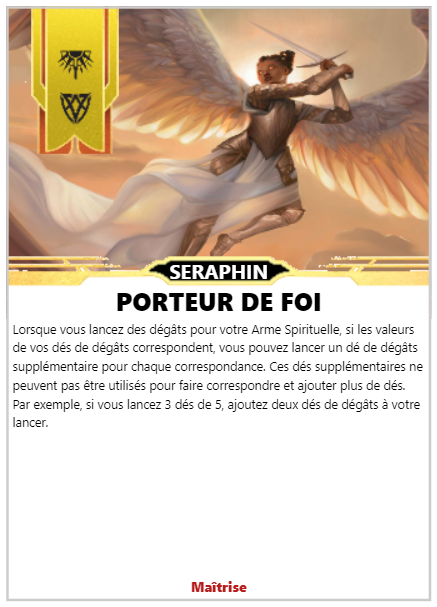 SERAPHIN
PORTEUR DE FOI
Lorsque vous lancez des dégâts pour votre Arme Spirituelle, si les valeurs
de vos dés de dégâts correspondent, vous pouvez lancer un dé de dégâts
supplémentaire pour chaque correspondance. Ces dés supplémentaires ne
peuvent pas être utilisés pour faire correspondre et ajouter plus de dés.
Par exemple, si vous lancez 3 dés de 5, ajoutez deux dés de dégâts à votre
lancer.
Maîtrise